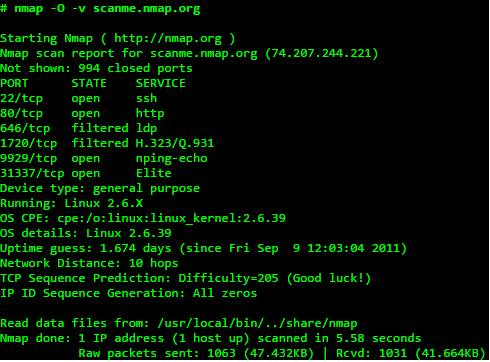 # nmap -O -v scanme.nmap.org
Starting Nmap ( http://nmap.org )
Nmap scan report for scanme.nmap.org (74.207.244.221)
Not shown: 994 closed ports
PORT      STATE    SERVICE
22/tcp    open     ssh
80/tcp    open     http
646/tcp   filtered ldp
1720/tcp  filtered H.323/Q.931
9929/tcp  open     nping-echo
31337/tcp open     Elite
Device type: general purpose
Running: Linux 2.6.X
OS CPE: cpe:/o:linux:linux_kernel:2.6.39
OS details: Linux 2.6.39
Uptime guess: 1.674 days (since Fri Sep  9 12:03:04 2011)
Network Distance: 10 hops
TCP Sequence Prediction: Difficulty=205 (Good luck!)
IP ID Sequence Generation: All zeros
Read data files from: /usr/local/bin/../share/nmap
Nmap done: 1 IP address (1 host up) scanned in 5.58 seconds
           Raw packets sent: 1063 (47.432KB) | Rcvd: 1031 (41.664KB)